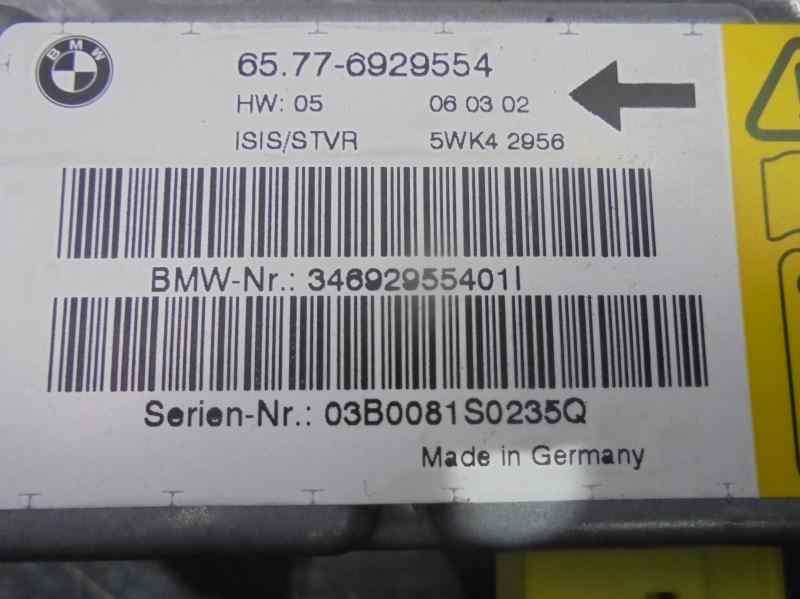 BMW
65.77-6929554
HW: 05 06 03 02
ISIS/STVR 5WK4 2956
BMW-Nr.: 34692955401I
Serien-Nr.: 03B0081S0235Q
Made in Germany